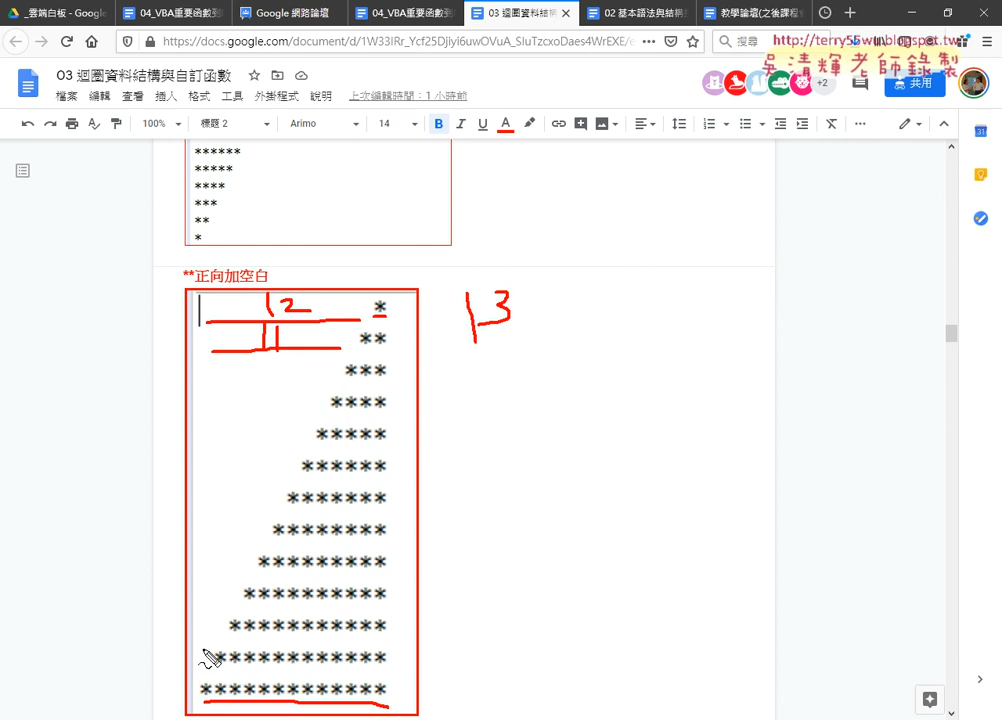 _雲端白板 - Goog
04_VBA重要函數到
Google 網路論壇
04_VBA重要函數到
03 迴圈資料結構
02 基本語法與結構
教學論壇(之後課程
https://docs.google.com/document/d/1W33IRr_Ycf25Djiyi6uwOVuA_SIuTzcxoDaes4WrEXE/e
搜尋
http://terry55wu.blogspot.tw
吳清輝老師錄製
03 迴圈資料結構與自訂函數
檔案 編輯 查看 插入 格式 工具 外掛程式 說明 上次編輯時間：1 小時前
+2
共用
100% 標題 2 Arimo 14 B I U A
31
******
*****
****
***
**
*
**正向加空白
12 * 13
11 **
***
****
*****
******
*******
********
*********
**********
***********
************
*************